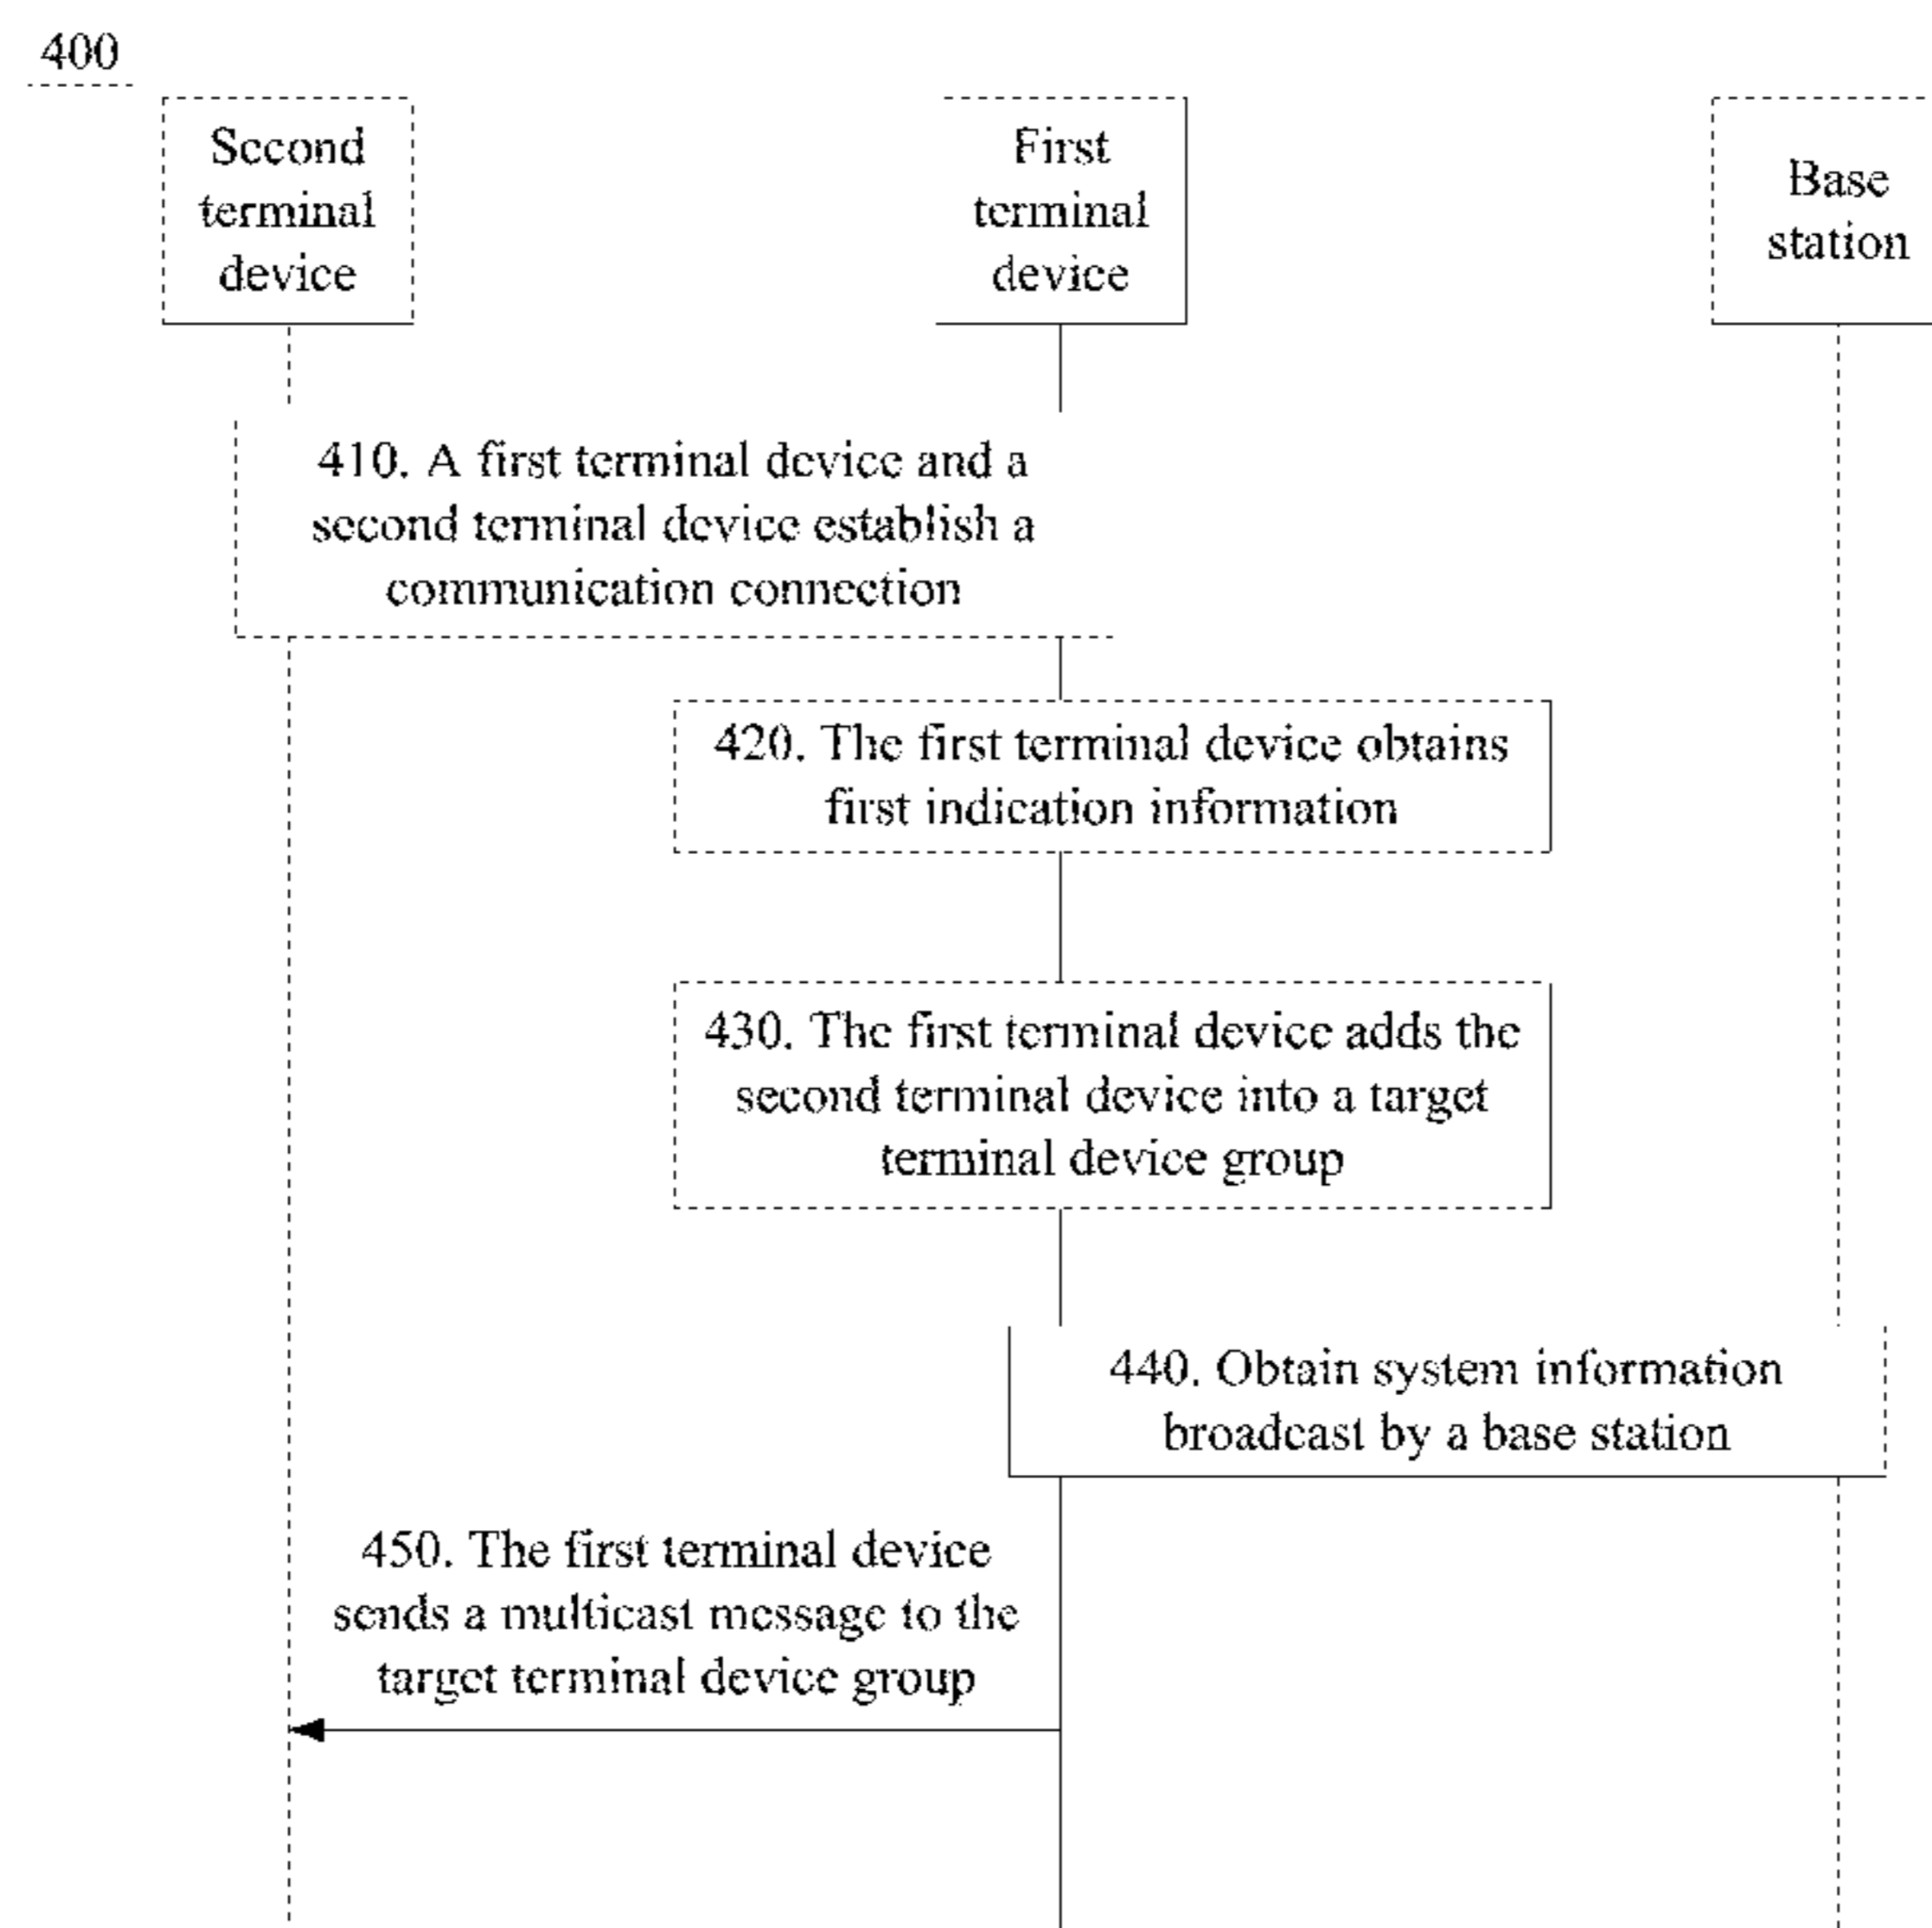 400
Second
terminal
device
First
terminal
device
Base
station
410. A first terminal device and a
second terminal device establish a
communication connection
420. The first terminal device obtains
first indication information
430. The first terminal device adds the
second terminal device into a target
terminal device group
440. Obtain system information
broadcast by a base station
450. The first terminal device
sends a multicast message to the
target terminal device group